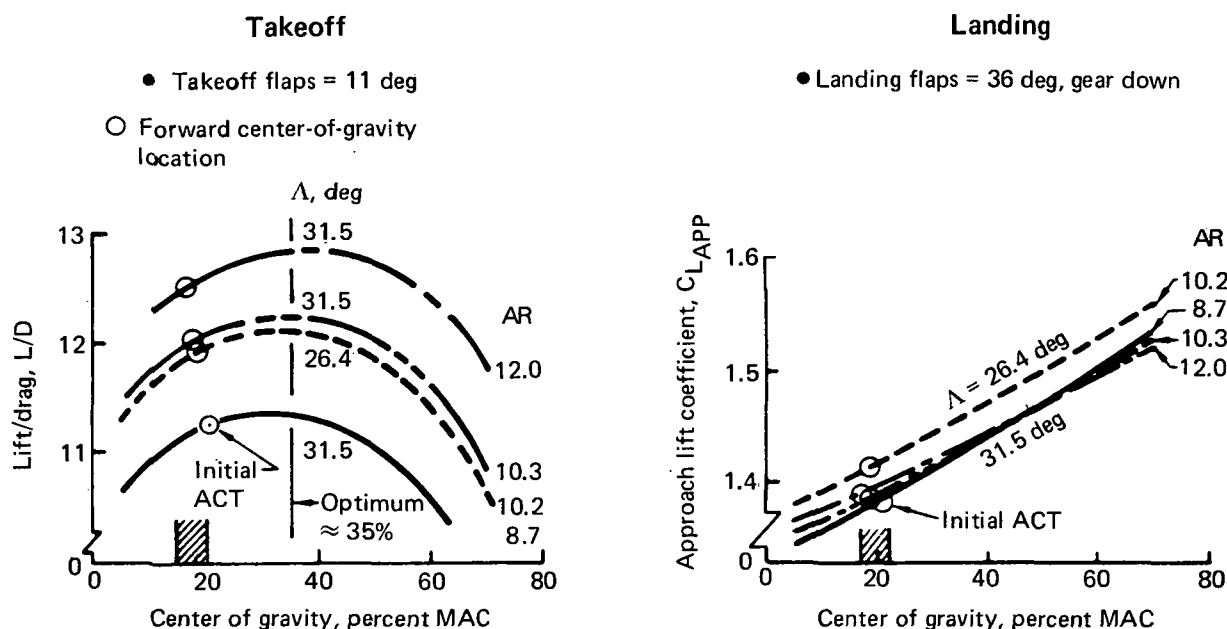 Takeoff
● Takeoff flaps = 11 deg
○ Forward center-of-gravity
location
Λ, deg
13
12
11
0
Lift/drag, L/D
31.5
31.5
26.4
31.5
AR
12.0
10.3
10.2
8.7
Initial
ACT
Optimum
≈ 35%
0
20
40
60
80
Center of gravity, percent MAC
Landing
● Landing flaps = 36 deg, gear down
1.6
1.5
1.4
0
Approach lift coefficient, C_LAPP
AR
10.2
8.7
10.3
12.0
Λ = 26.4 deg
31.5 deg
Initial ACT
0
20
40
60
80
Center of gravity, percent MAC